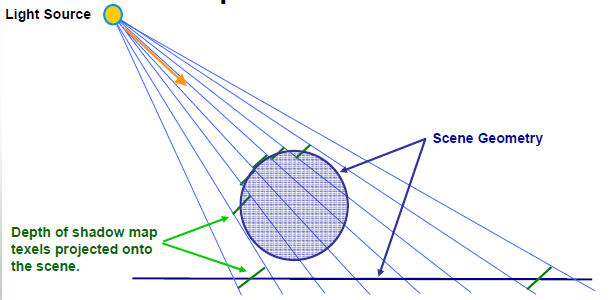 Light Source
Scene Geometry
Depth of shadow map
texels projected onto
the scene.